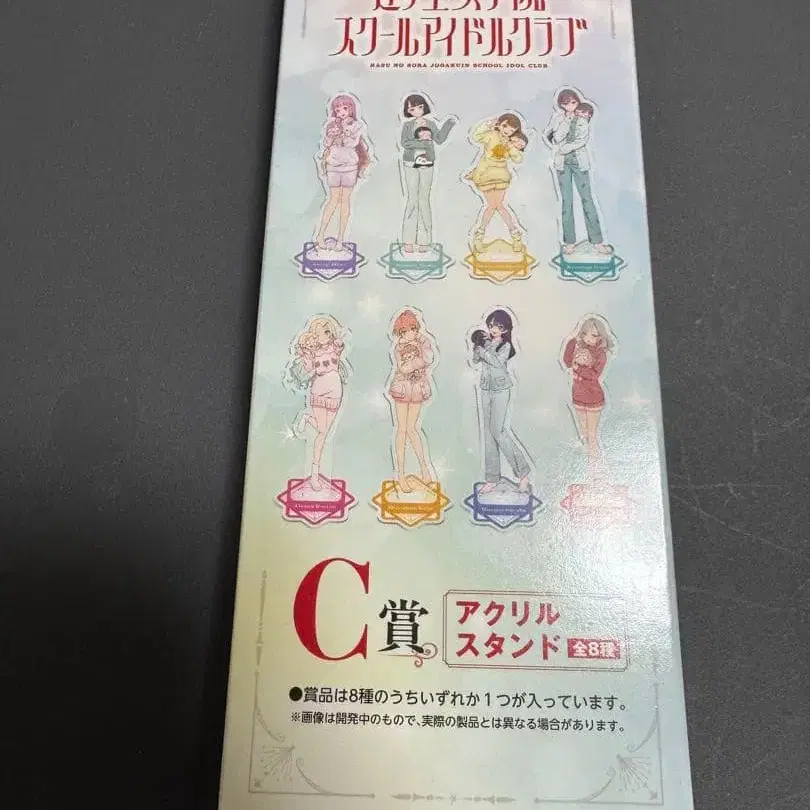 スクールアイドルクラブ
HASU NO SORA JOGAKUIN SCHOOL IDOL CLUB
C賞
アクリル
スタンド 全8種
●賞品は8種のうちいずれか1つが入っています。
※画像は開発中のもので、実際の製品とは異なる場合があります。